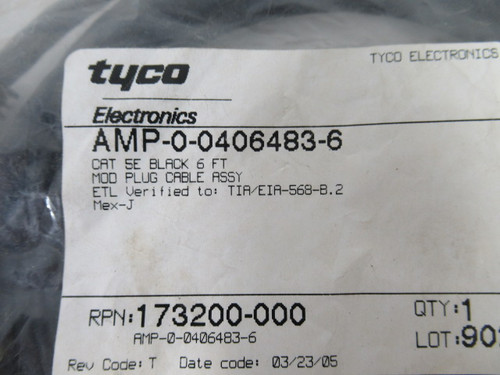 tyco
TYCO ELECTRONICS
Electronics
AMP-0-0406483-6
CAT 5E BLACK 6 FT
MOD PLUG CABLE ASSY
ETL Verified to: TIA/EIA-568-B.2
Mex-J
RPN:173200-000
QTY:1
AMP-0-0406483-6
LOT:90
Rev Code: T Date code: 03/23/05